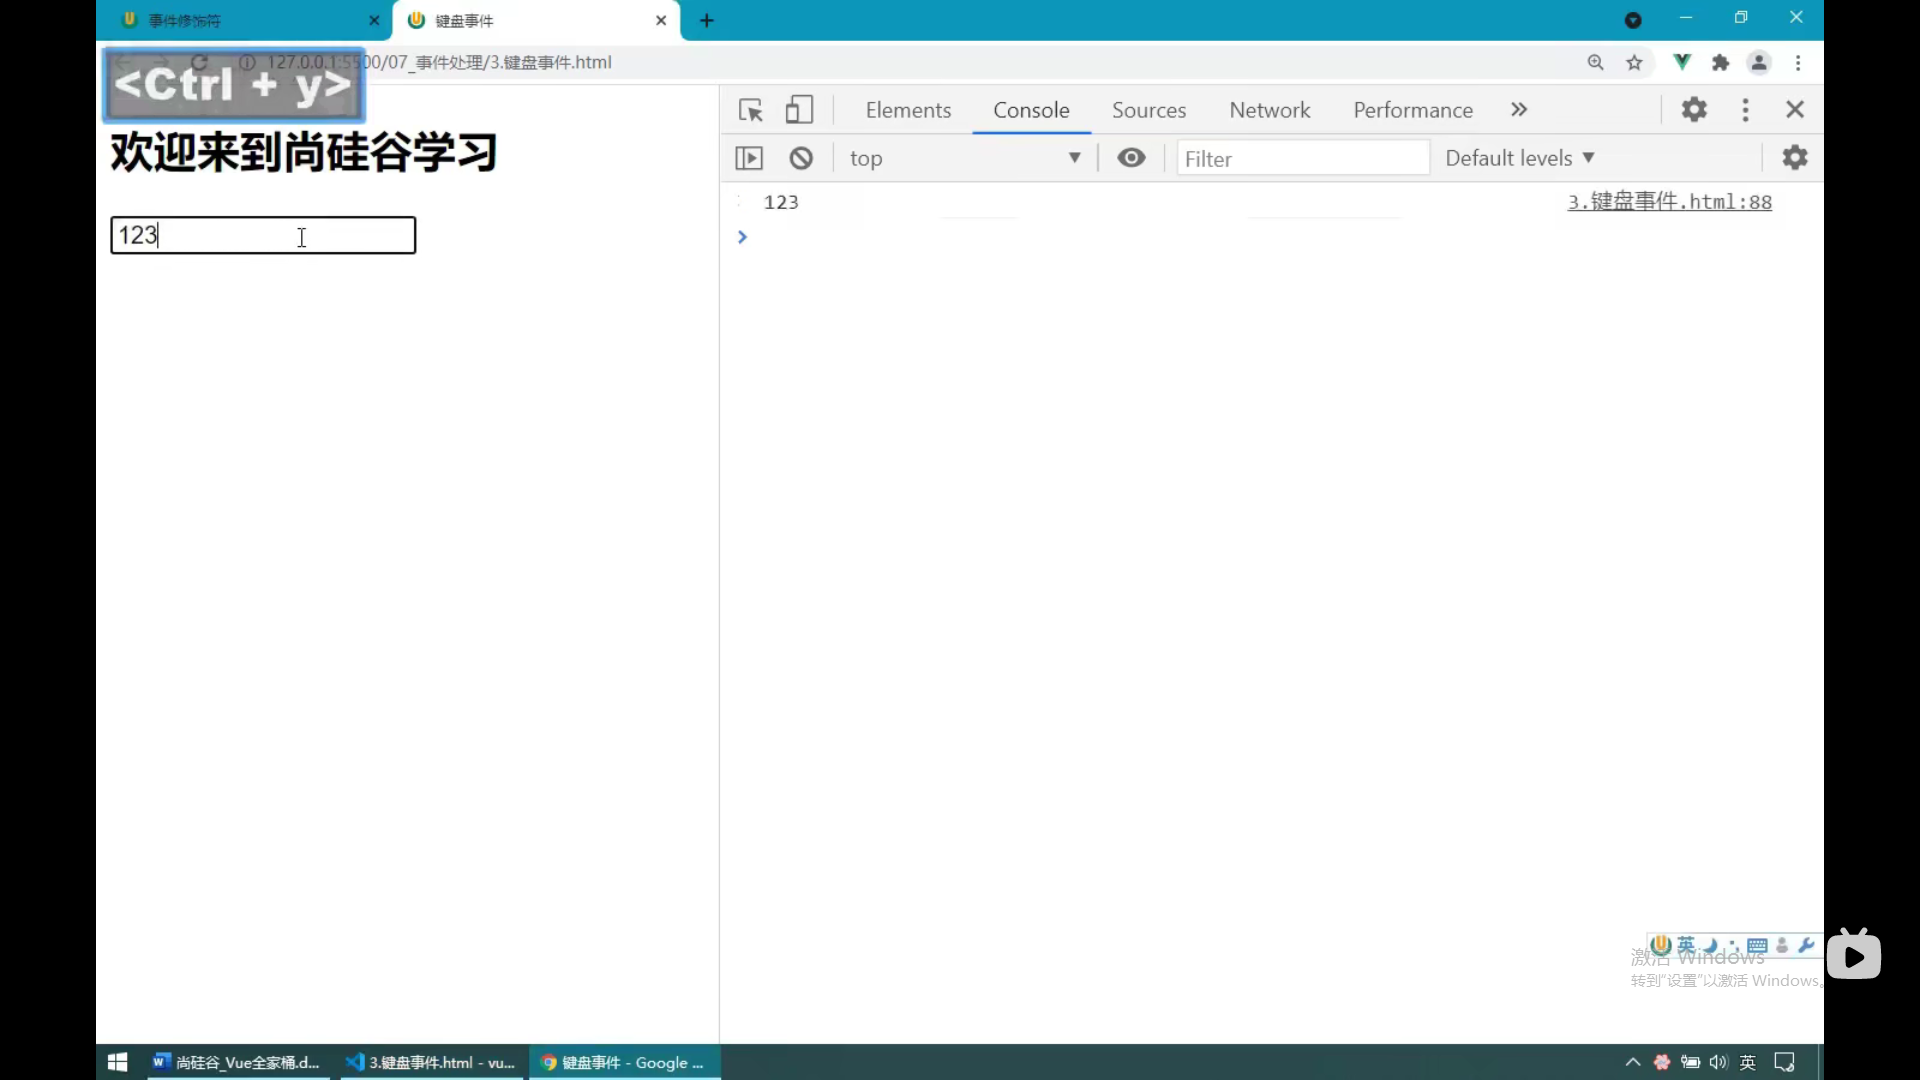 事件修饰符
键盘事件
127.0.0.1:5500/07_事件处理/3.键盘事件.html
<Ctrl + y>
Elements
Console
Sources
Network
Performance
top
Filter
Default levels
欢迎来到尚硅谷学习
123
3.键盘事件.html:88
123
英
激活 Windows
转到“设置”以激活 Windows。
尚硅谷_Vue全家桶.d...
3.键盘事件.html - vu...
键盘事件 - Google ...
英